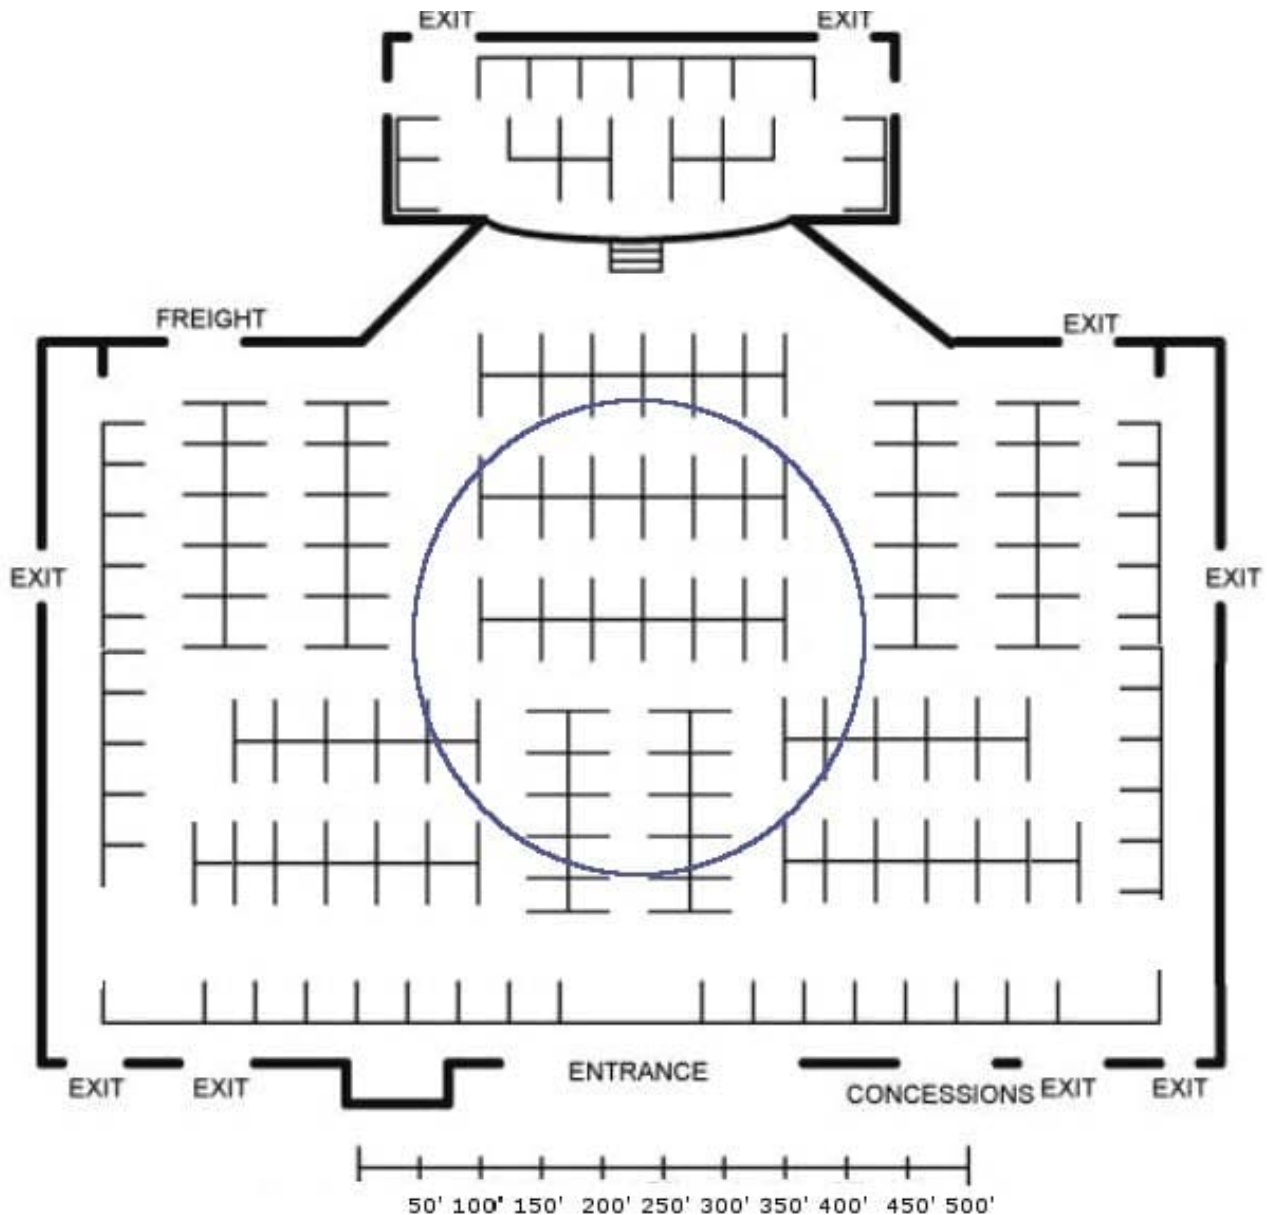 EXIT EXIT
FREIGHT
EXIT
EXIT EXIT
ENTRANCE
EXIT EXIT CONCESSIONS EXIT EXIT
50' 100' 150' 200' 250' 300' 350' 400' 450' 500'